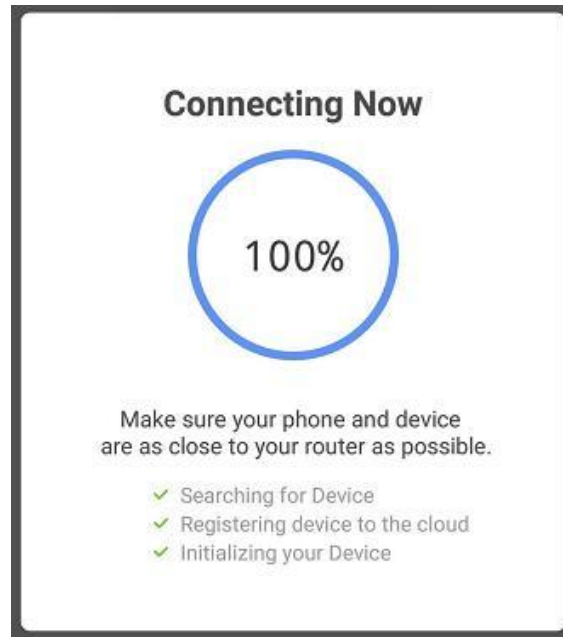 Connecting Now
100%
Make sure your phone and device
are as close to your router as possible.
Searching for Device
Registering device to the cloud
Initializing your Device